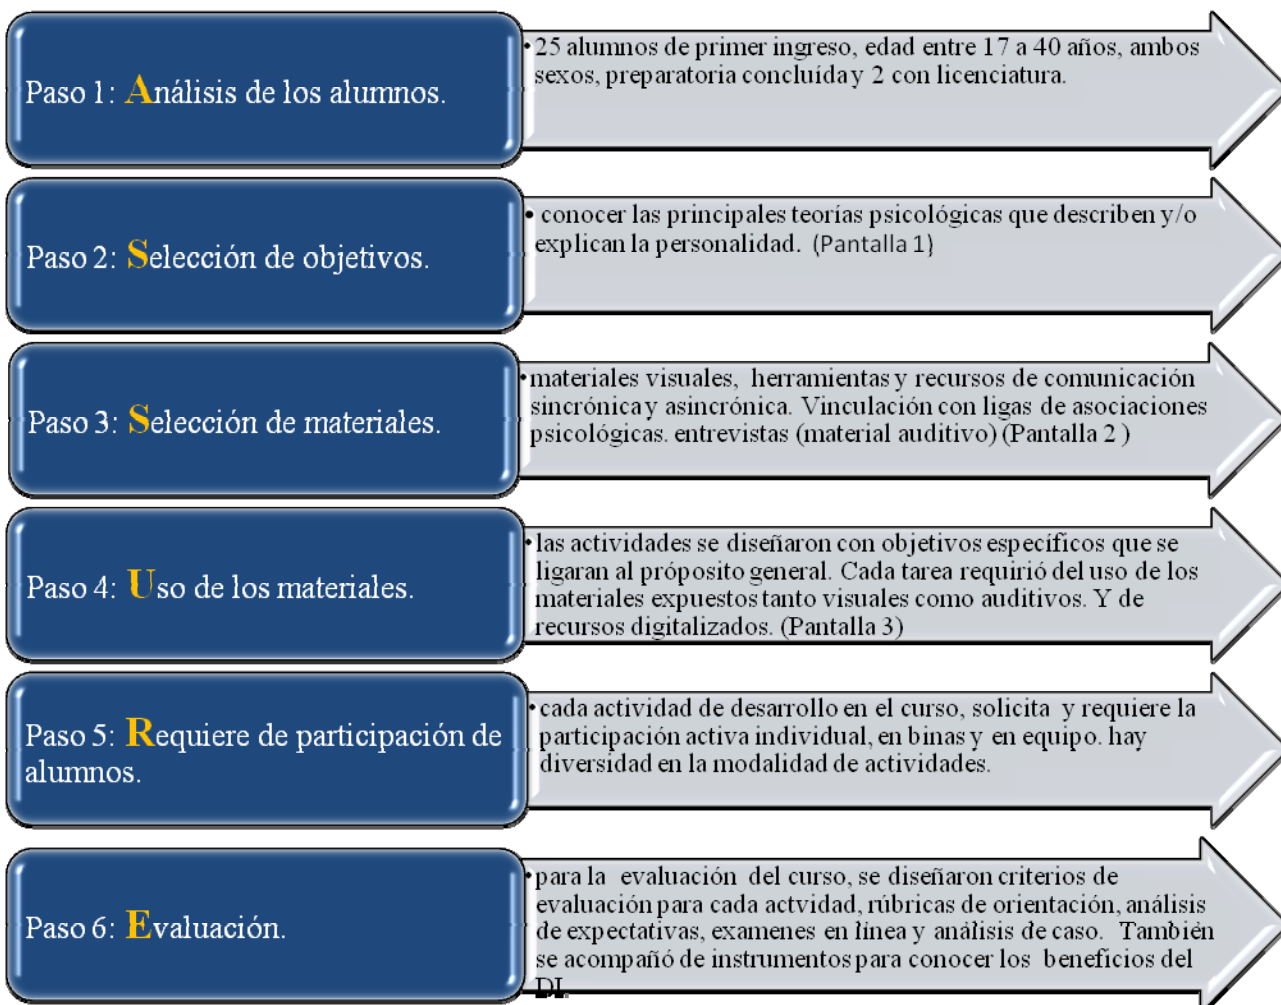 Paso 1: Análisis de los alumnos.
• 25 alumnos de primer ingreso, edad entre 17 a 40 años, ambos
sexos, preparatoria concluída y 2 con licenciatura.
Paso 2: Selección de objetivos.
• conocer las principales teorías psicológicas que describen y/o
explican la personalidad. (Pantalla 1)
Paso 3: Selección de materiales.
• materiales visuales, herramientas y recursos de comunicación
sincrónica y asincrónica. Vinculación con ligas de asociaciones
psicológicas. entrevistas (material auditivo) (Pantalla 2 )
Paso 4: Uso de los materiales.
• las actividades se diseñaron con objetivos específicos que se
ligaran al próposito general. Cada tarea requirió del uso de los
materiales expuestos tanto visuales como auditivos. Y de
recursos digitalizados. (Pantalla 3)
Paso 5: Requiere de participación de
alumnos.
• cada actividad de desarrollo en el curso, solicita y requiere la
participación activa individual, en binas y en equipo. hay
diversidad en la modalidad de actividades.
Paso 6: Evaluación.
• para la evaluación del curso, se diseñaron criterios de
evaluación para cada actvidad, rúbricas de orientación, análisis
de expectativas, examenes en línea y análisis de caso. También
se acompañó de instrumentos para conocer los beneficios del
DI.